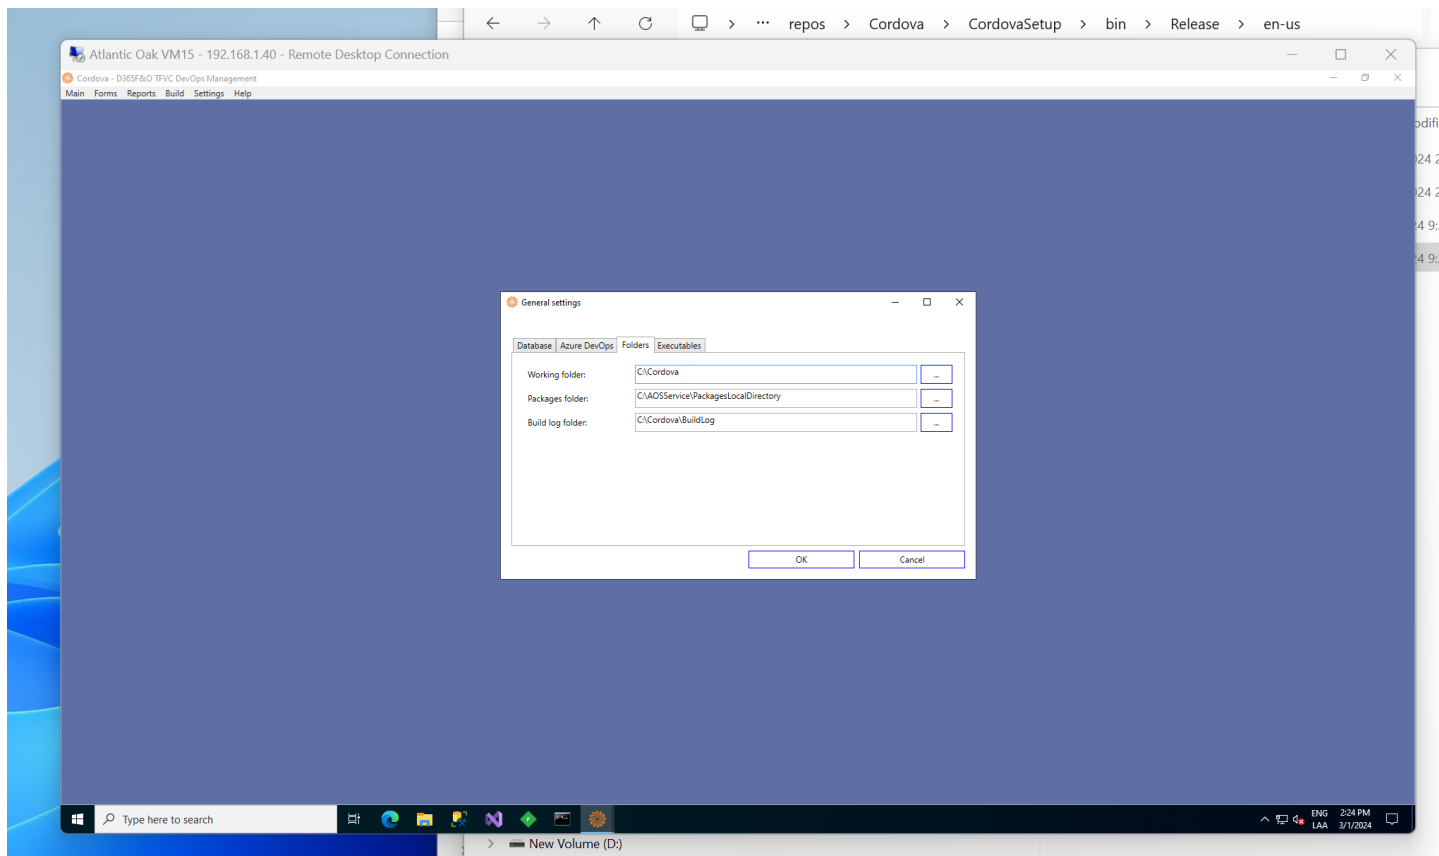 repos > Cordova > CordovaSetup > bin > Release > en-us
Atlantic Oak VM15 - 192.168.1.40 - Remote Desktop Connection
Cordova - D365F&O TFVC DevOps Management
Main Forms Reports Build Settings Help
General settings
Database Azure DevOps Folders Executables
Working folder: C:\Cordova ...
Packages folder: C:\AOSService\PackagesLocalDirectory ...
Build log folder: C:\Cordova\BuildLog ...
OK Cancel
Type here to search
ENG 2:24 PM
LAA 3/1/2024
New Volume (D:)